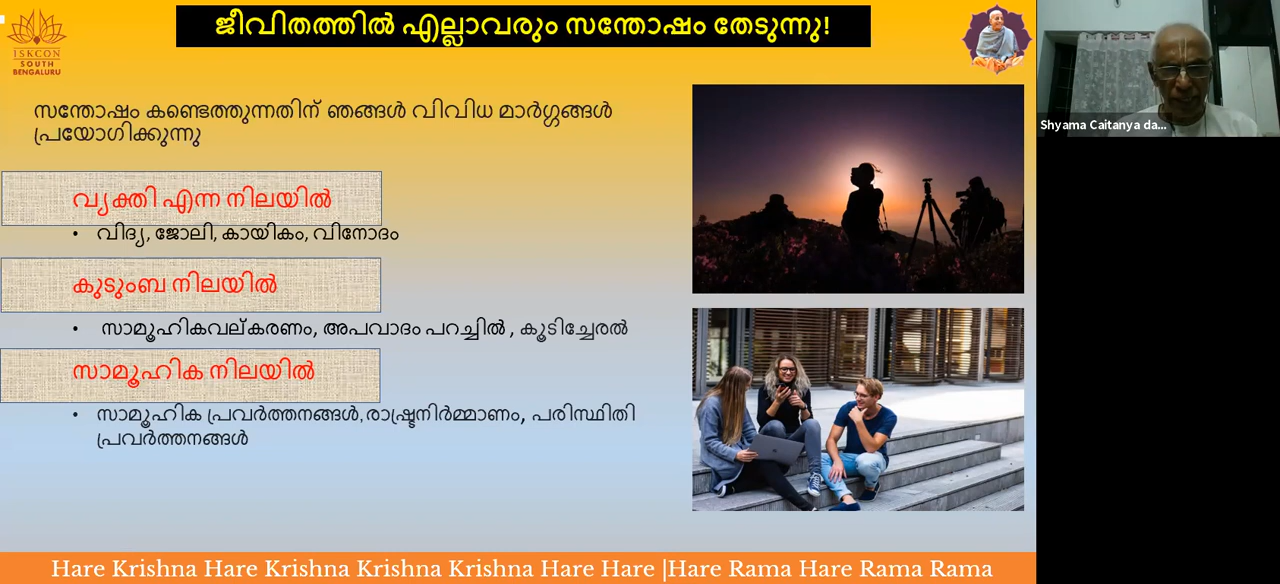 ജീവിതത്തിൽ എല്ലാവരും സന്തോഷം തേടുന്നു!
ISKCON
SOUTH
BENGALURU
സന്തോഷം കണ്ടെത്തുന്നതിന് ഞങ്ങൾ വിവിധ മാർഗ്ഗങ്ങൾ
പ്രയോഗിക്കുന്നു
വ്യക്തി എന്ന നിലയിൽ
• വിദ്യ, ജോലി, കായികം, വിനോദം
കുടുംബ നിലയിൽ
• സാമൂഹികവല്കരണം, അപവാദം പറച്ചിൽ , കൂടിച്ചേരൽ
സാമൂഹിക നിലയിൽ
• സാമൂഹിക പ്രവർത്തനങ്ങൾ,രാഷ്ട്രനിർമ്മാണം, പരിസ്ഥിതി
പ്രവർത്തനങ്ങൾ
Hare Krishna Hare Krishna Krishna Krishna Hare Hare |Hare Rama Hare Rama Rama
Shyama Caitanya da...